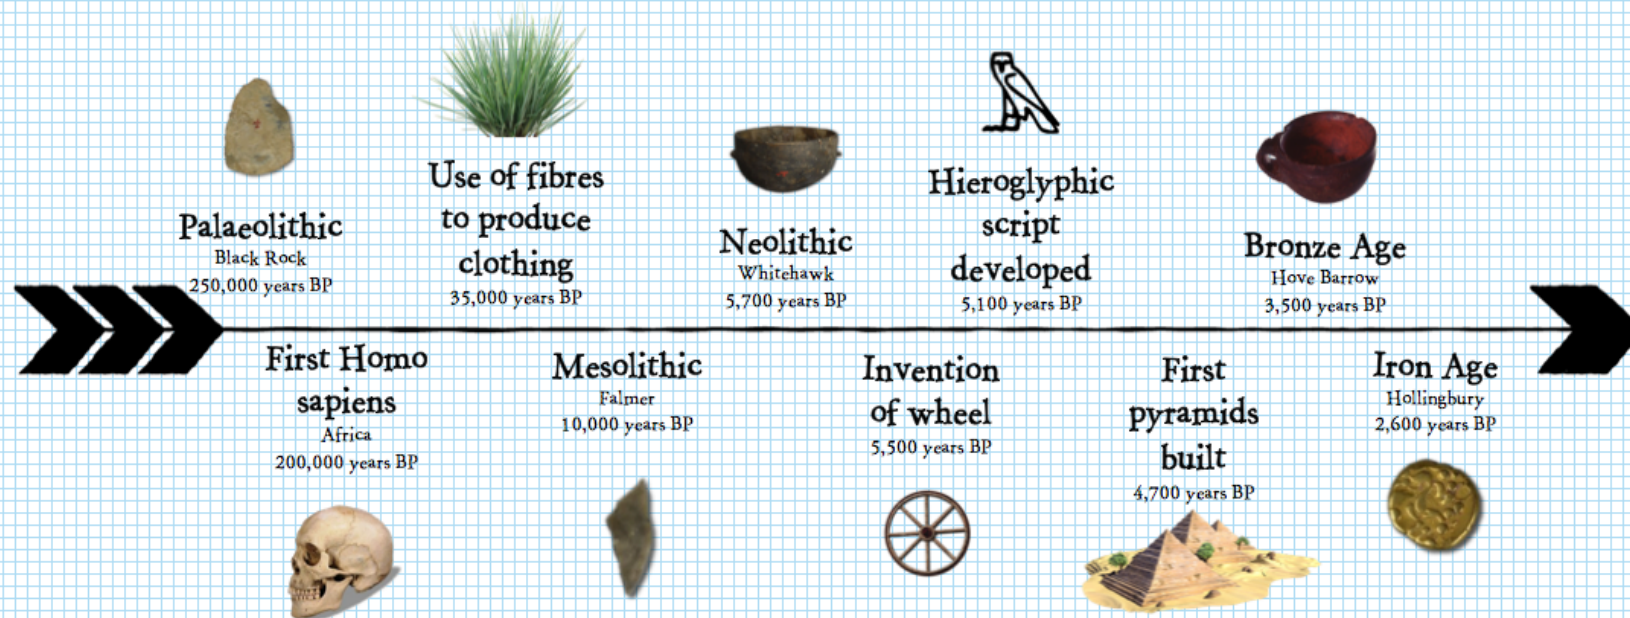 Palaeolithic
Black Rock
250,000 years BP
First Homo
sapiens
Africa
200,000 years BP
Use of fibres
to produce
clothing
35,000 years BP
Mesolithic
Falmer
10,000 years BP
Neolithic
Whitehawk
5,700 years BP
Invention
of wheel
5,500 years BP
Hieroglyphic
script
developed
5,100 years BP
First
pyramids
built
4,700 years BP
Bronze Age
Hove Barrow
3,500 years BP
Iron Age
Hollingbury
2,600 years BP